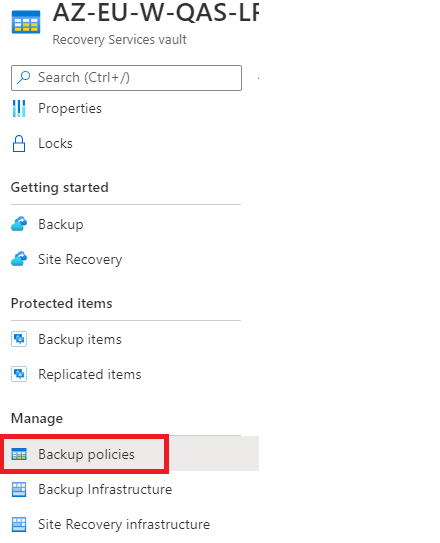 AZ-EU-W-QAS-LF
Recovery Services vault
Search (Ctrl+/)
Properties
Locks
Getting started
Backup
Site Recovery
Protected items
Backup items
Replicated items
Manage
Backup policies
Backup Infrastructure
Site Recovery infrastructure